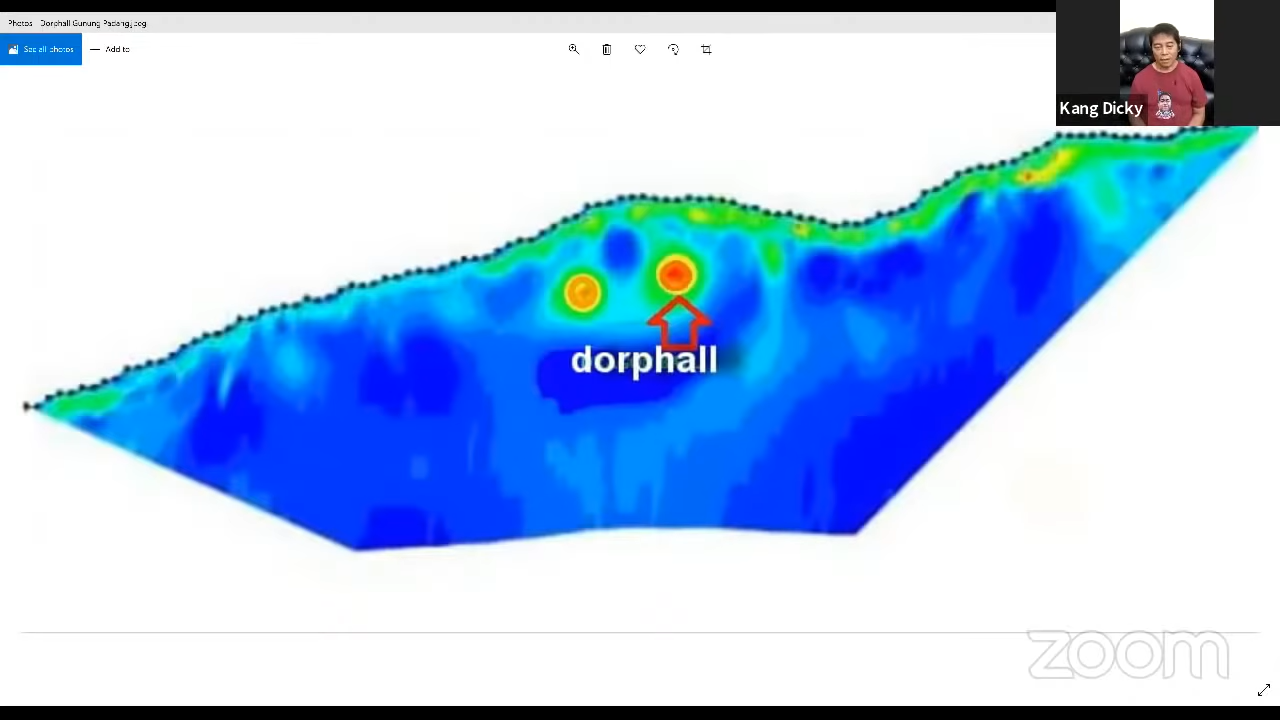 Photos - Dorphall Gunung Padang.jpeg
See all photos
Add to
Kang Dicky
dorphall
zoom